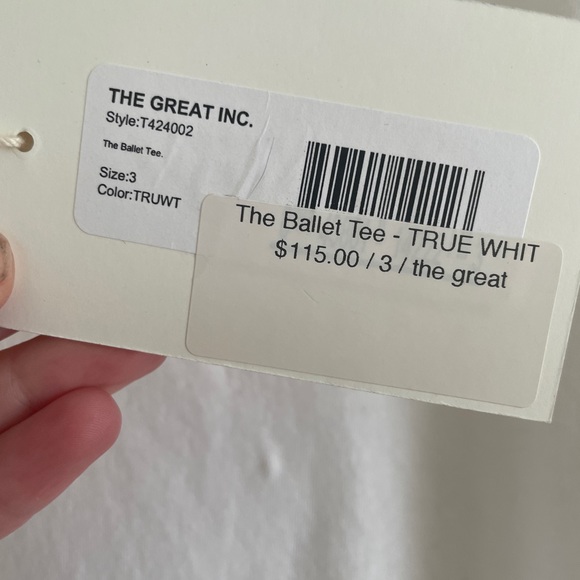 THE GREAT INC.
Style:T424002
The Ballet Tee.
Size:3
Color:TRUWT
The Ballet Tee - TRUE WHIT
$115.00 / 3 / the great